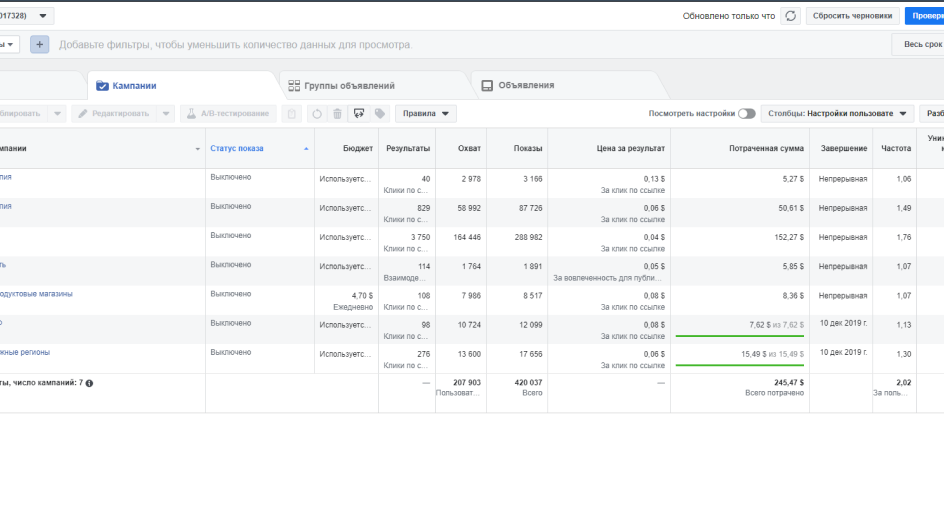 017328)
Обновлено только что
Сбросить черновики
Проверк
ы
+
Добавьте фильтры, чтобы уменьшить количество данных для просмотра.
Весь срок
Кампании
Группы объявлений
Объявления
Редактировать
A/B-тестирование
Правила
Посмотреть настройки
Столбцы: Настройки пользовате
Разб
мпании
Статус показа
Бюджет
Результаты
Охват
Показы
Цена за результат
Потраченная сумма
Завершение
Частота
Уник
пия
Выключено
Используетс...
40
2 978
3 166
0,13 $
5,27 $
Непрерывная
1,06
Клики по с...
За клик по ссылке
пия
Выключено
Используетс...
829
58 992
87 726
0,06 $
50,61 $
Непрерывная
1,49
Клики по с...
За клик по ссылке
Выключено
Используетс...
3 750
164 446
288 982
0,04 $
152,27 $
Непрерывная
1,76
Клики по с...
За клик по ссылке
ть
Выключено
Используетс...
114
1 764
1 891
0,05 $
5,85 $
Непрерывная
1,07
Взаимоде...
За вовлеченность для публи...
одуктовые магазины
Выключено
4,70 $
108
7 986
8 517
0,08 $
8,36 $
Непрерывная
1,07
Ежедневно
Клики по с...
За клик по ссылке
Выключено
Используетс...
98
10 724
12 099
0,08 $
7,62 $ из 7,62 $
10 дек 2019 г.
1,13
Клики по с...
За клик по ссылке
жные регионы
Выключено
Используетс...
276
13 600
17 656
0,06 $
15,49 $ из 15,49 $
10 дек 2019 г.
1,30
Клики по с...
За клик по ссылке
ты, число кампаний: 7
—
207 903
420 037
—
245,47 $
2,02
Пользоват...
Всего
Всего потрачено
За поль...